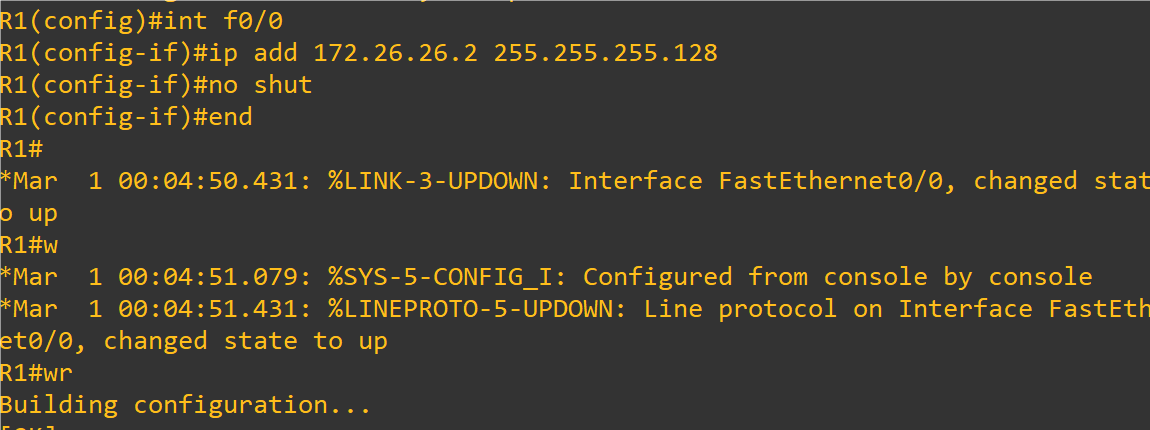 R1(config)#int f0/0
R1(config-if)#ip add 172.26.26.2 255.255.255.128
R1(config-if)#no shut
R1(config-if)#end
R1#
*Mar  1 00:04:50.431: %LINK-3-UPDOWN: Interface FastEthernet0/0, changed stat
o up
R1#w
*Mar  1 00:04:51.079: %SYS-5-CONFIG_I: Configured from console by console
*Mar  1 00:04:51.431: %LINEPROTO-5-UPDOWN: Line protocol on Interface FastEth
et0/0, changed state to up
R1#wr
Building configuration...